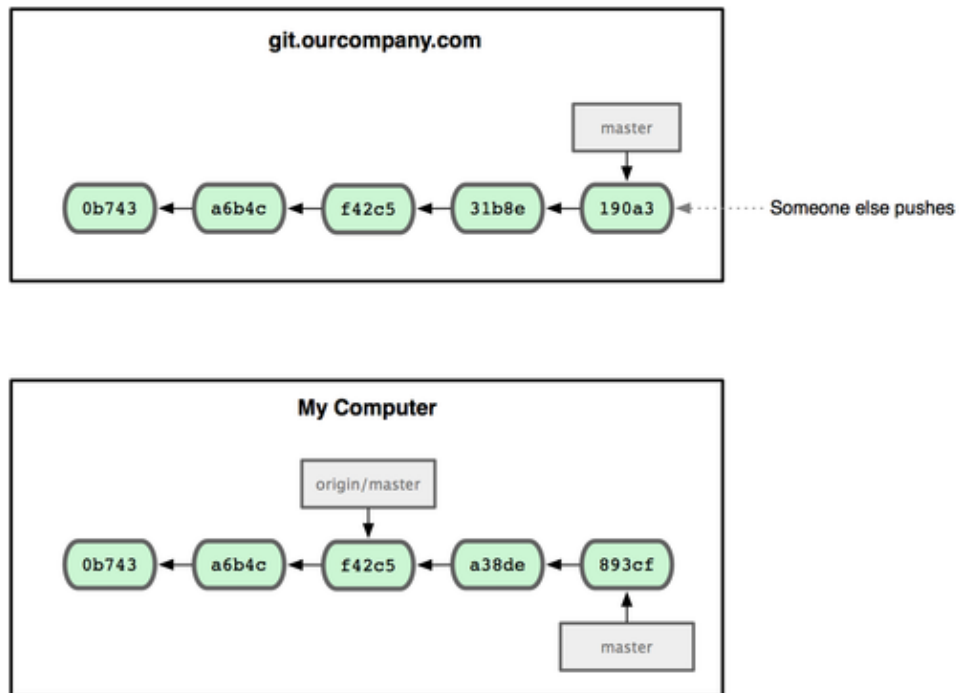 git.ourcompany.com
master
0b743
a6b4c
f42c5
31b8e
190a3
Someone else pushes
My Computer
origin/master
0b743
a6b4c
f42c5
a38de
893cf
master